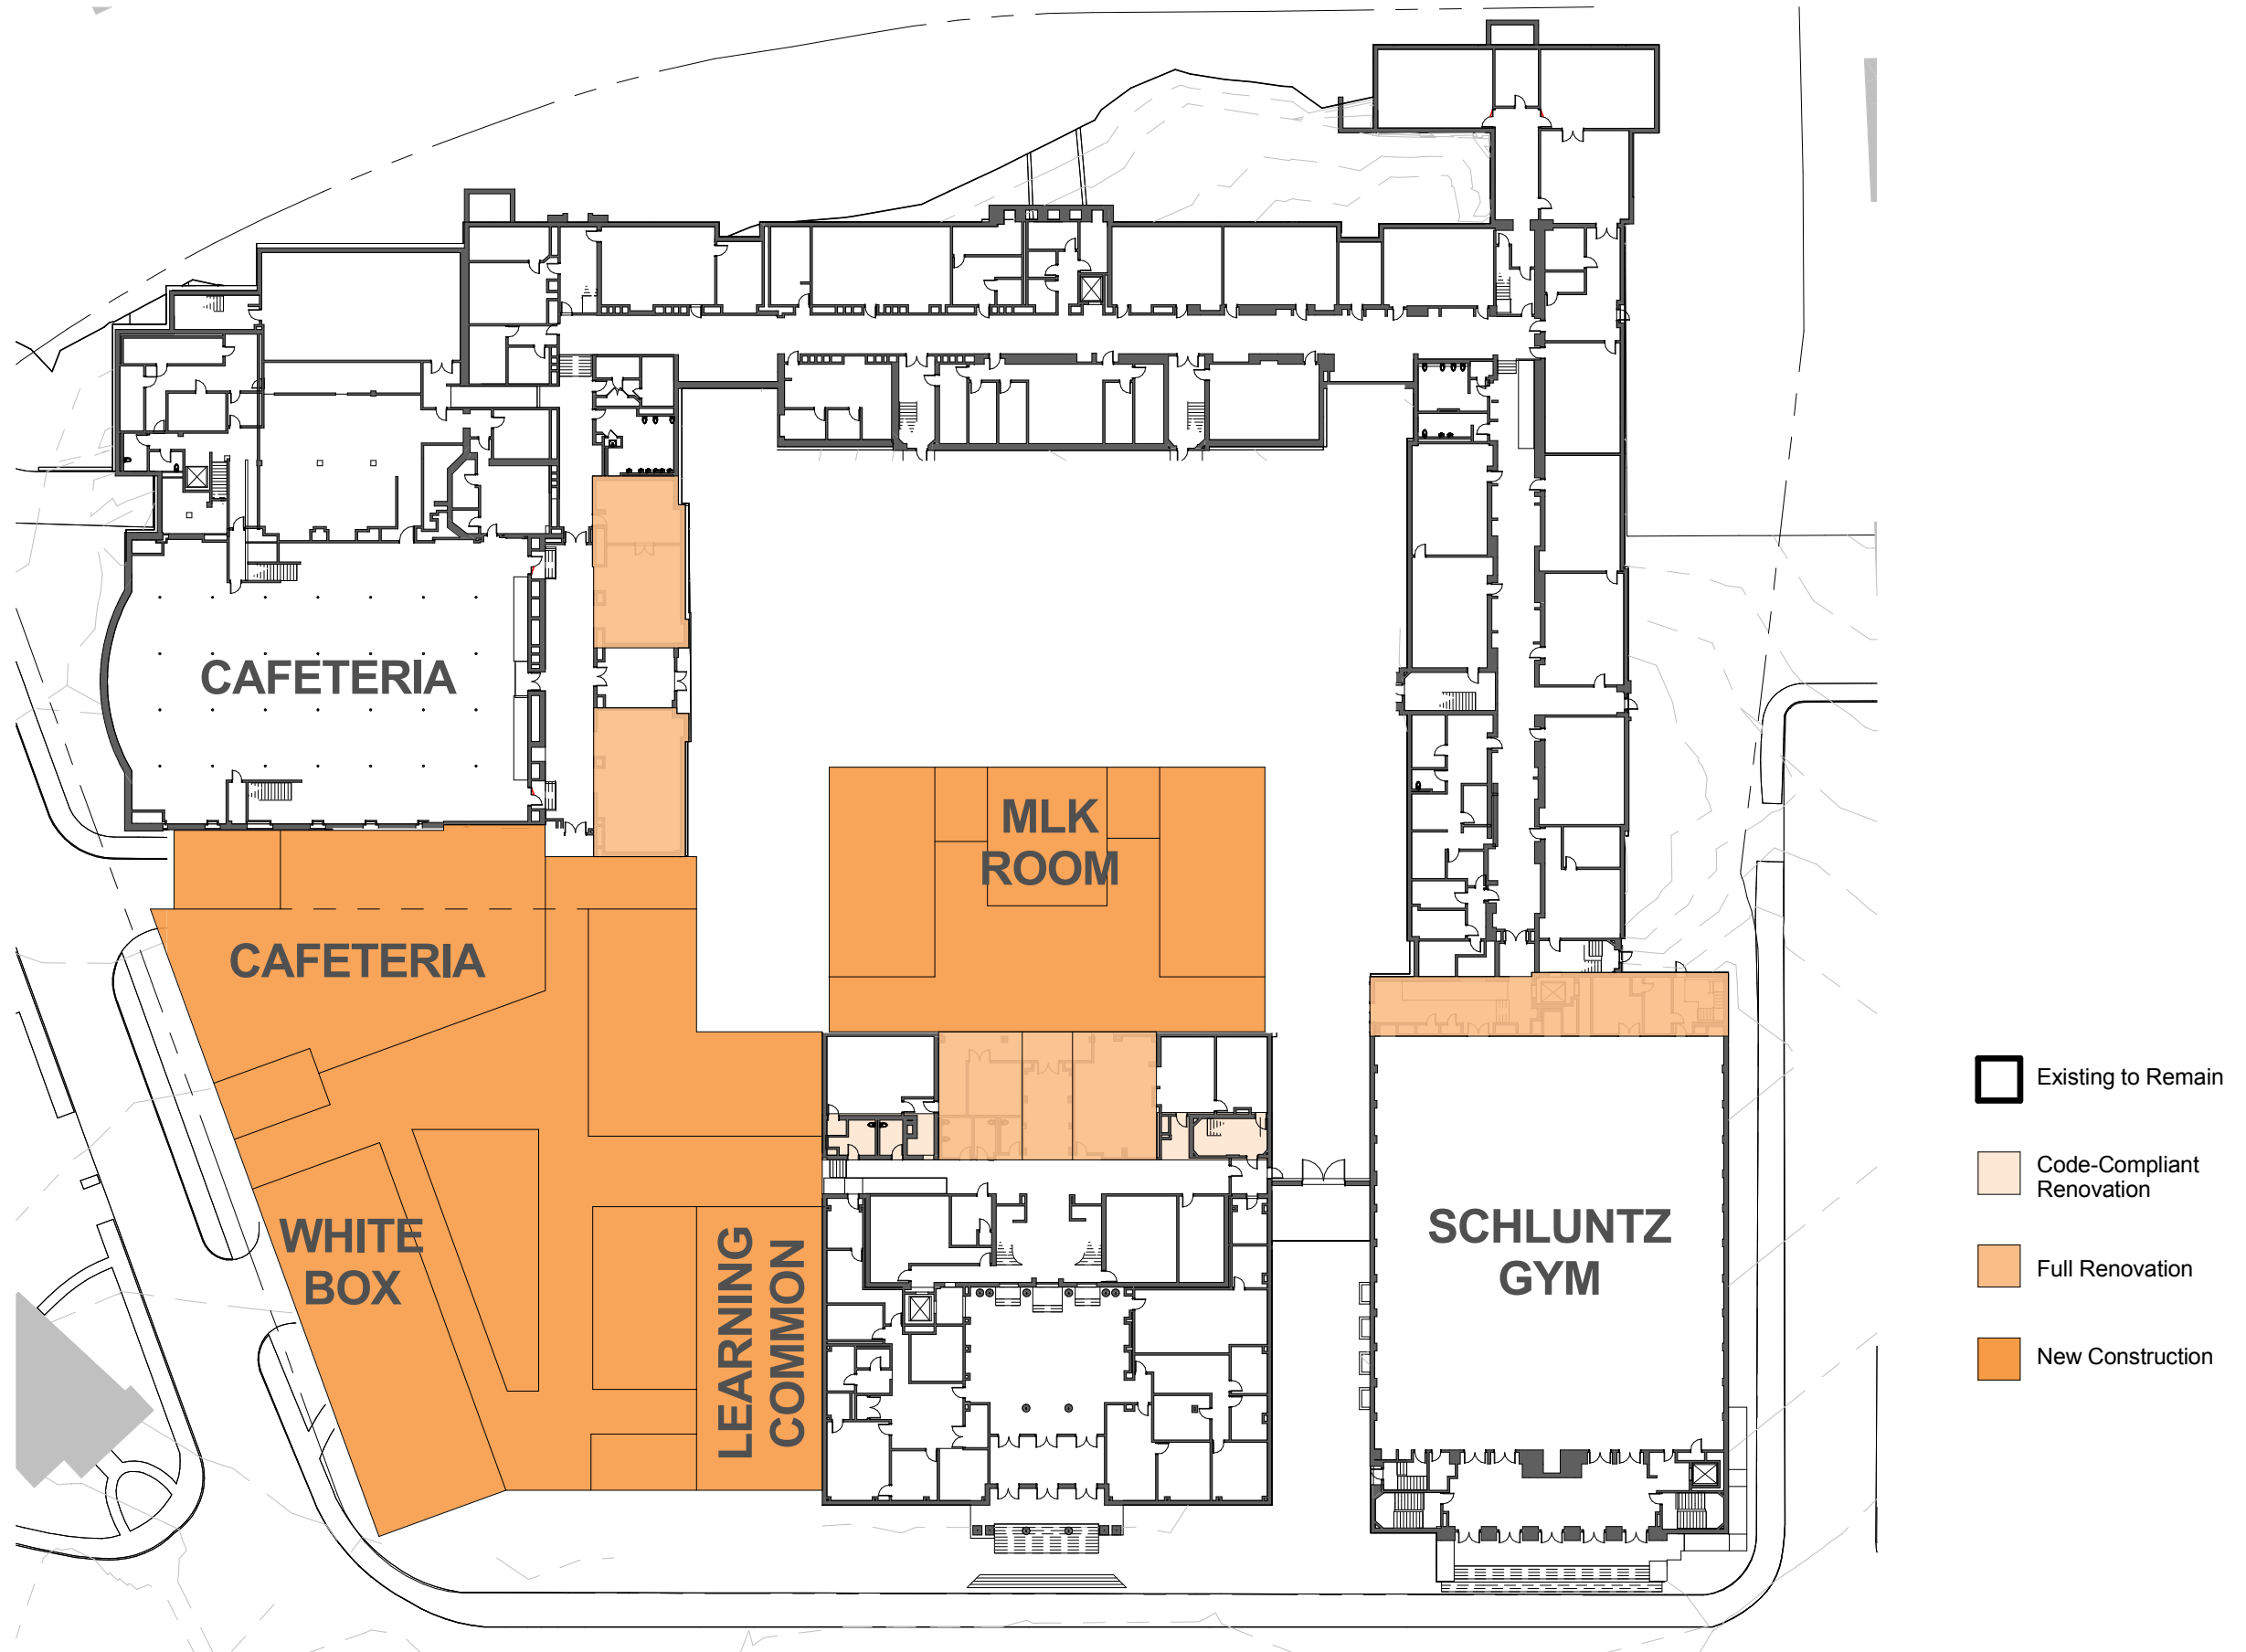 CAFETERIA
MLK
ROOM
CAFETERIA
WHITE
BOX
LEARNING
COMMON
SCHLUNTZ
GYM
Existing to Remain
Code-Compliant
Renovation
Full Renovation
New Construction